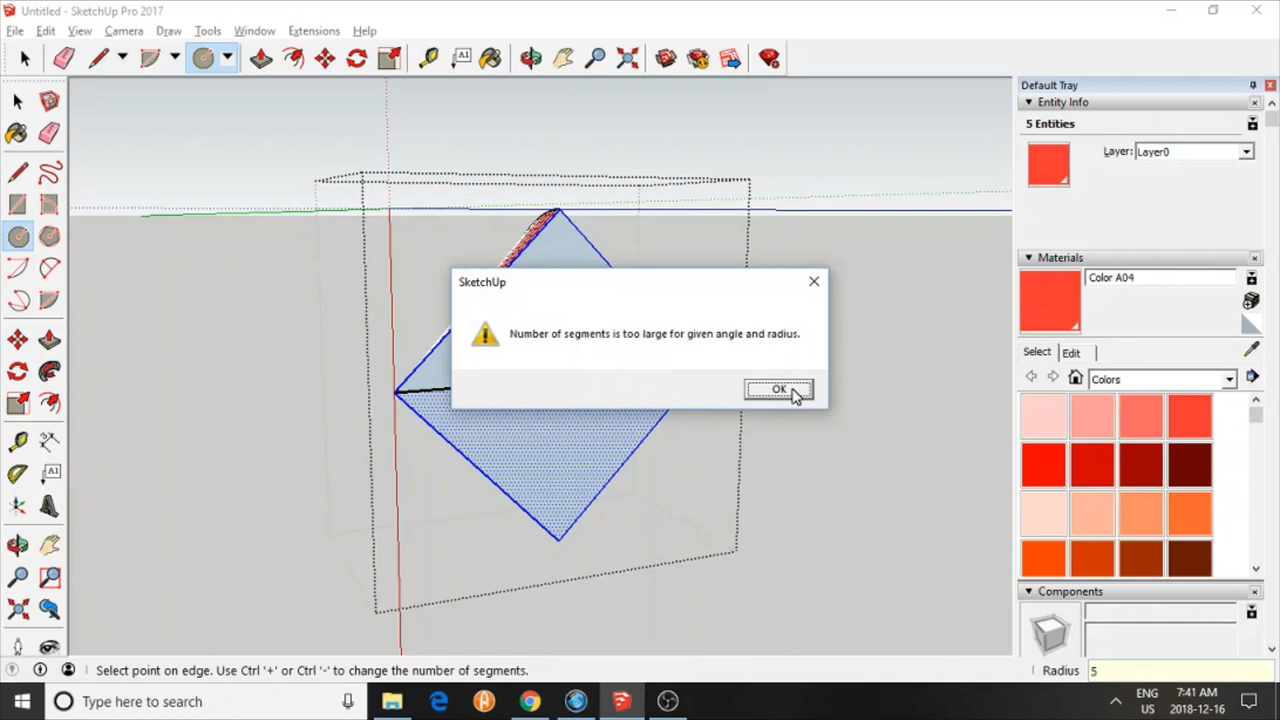 Untitled - SketchUp Pro 2017
File Edit View Camera Draw Tools Window Extensions Help
A1
Default Tray
Entity Info
5 Entities
Layer: Layer0
Materials
Color A04
Select Edit
Colors
Components
SketchUp
Number of segments is too large for given angle and radius.
OK
A1
Select point on edge. Use Ctrl '+' or Ctrl '-' to change the number of segments.
Radius 5
Type here to search
ENG
US
7:41 AM
2018-12-16